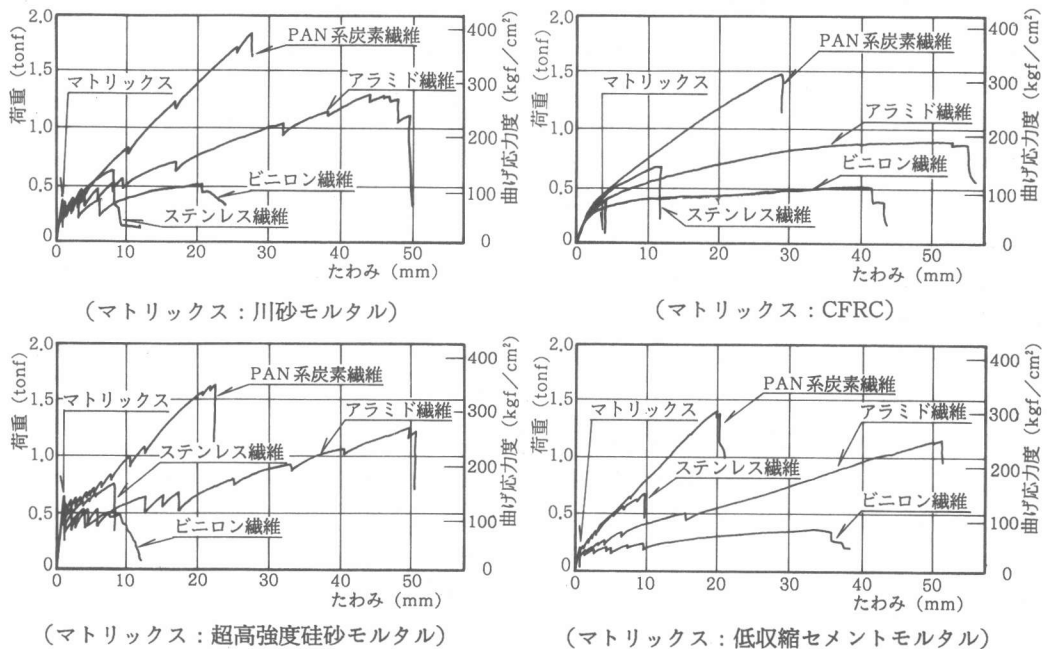 2.0
1.5
1.0
0.5
0
荷重 (tonf)
マトリックス
PAN系炭素繊維
アラミド繊維
ビニロン繊維
ステンレス繊維
400
300
200
100
0
曲げ応力度 (kgf/cm²)
0 10 20 30 40 50
たわみ (mm)
(マトリックス:川砂モルタル)
2.0
1.5
1.0
0.5
0
荷重 (tonf)
PAN系炭素繊維
マトリックス
アラミド繊維
ビニロン繊維
ステンレス繊維
400
300
200
100
0
曲げ応力度 (kgf/cm²)
0 10 20 30 40 50
たわみ (mm)
(マトリックス:CFRC)
2.0
1.5
1.0
0.5
0
荷重 (tonf)
PAN系炭素繊維
マトリックス
アラミド繊維
ステンレス繊維
ビニロン繊維
400
300
200
100
0
曲げ応力度 (kgf/cm²)
0 10 20 30 40 50
たわみ (mm)
(マトリックス:超高強度硅砂モルタル)
2.0
1.5
1.0
0.5
0
荷重 (tonf)
PAN系炭素繊維
マトリックス
アラミド繊維
ステンレス繊維
ビニロン繊維
400
300
200
100
0
曲げ応力度 (kgf/cm²)
0 10 20 30 40 50
たわみ (mm)
(マトリックス:低収縮セメントモルタル)